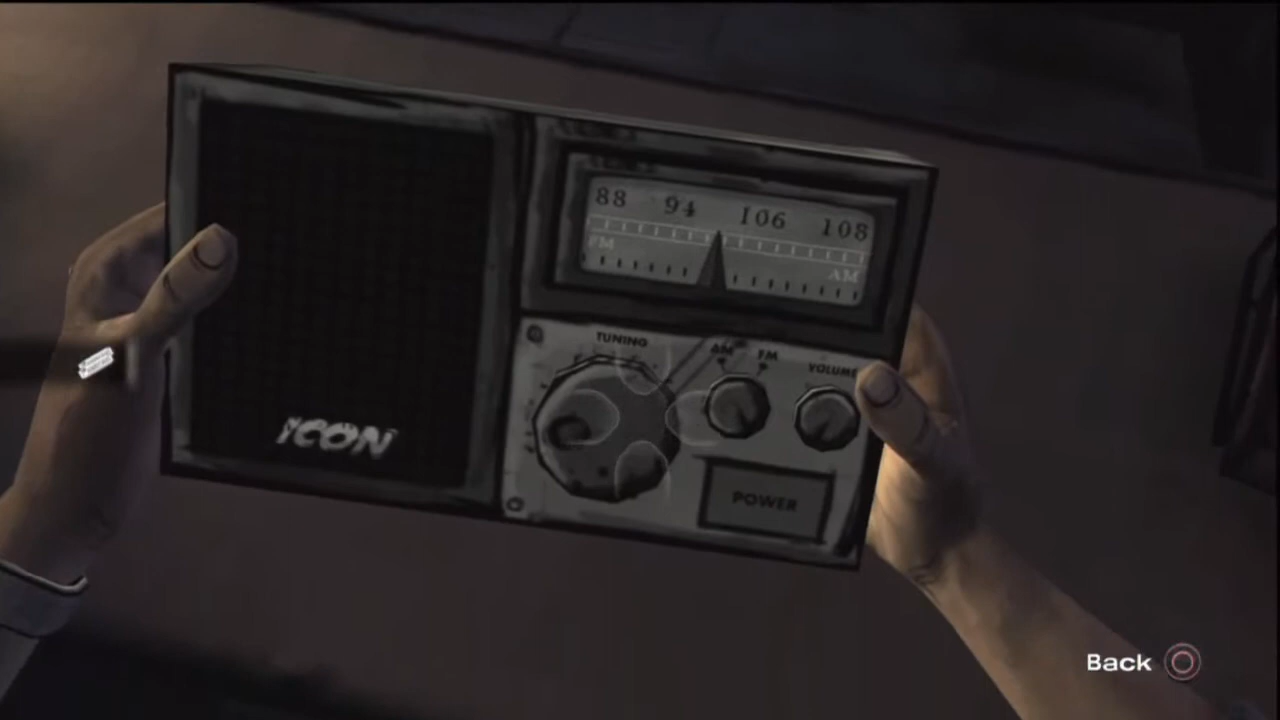 88 94 106 108
FM
AM
TUNING
AM FM
VOLUME
ICON
POWER
Back